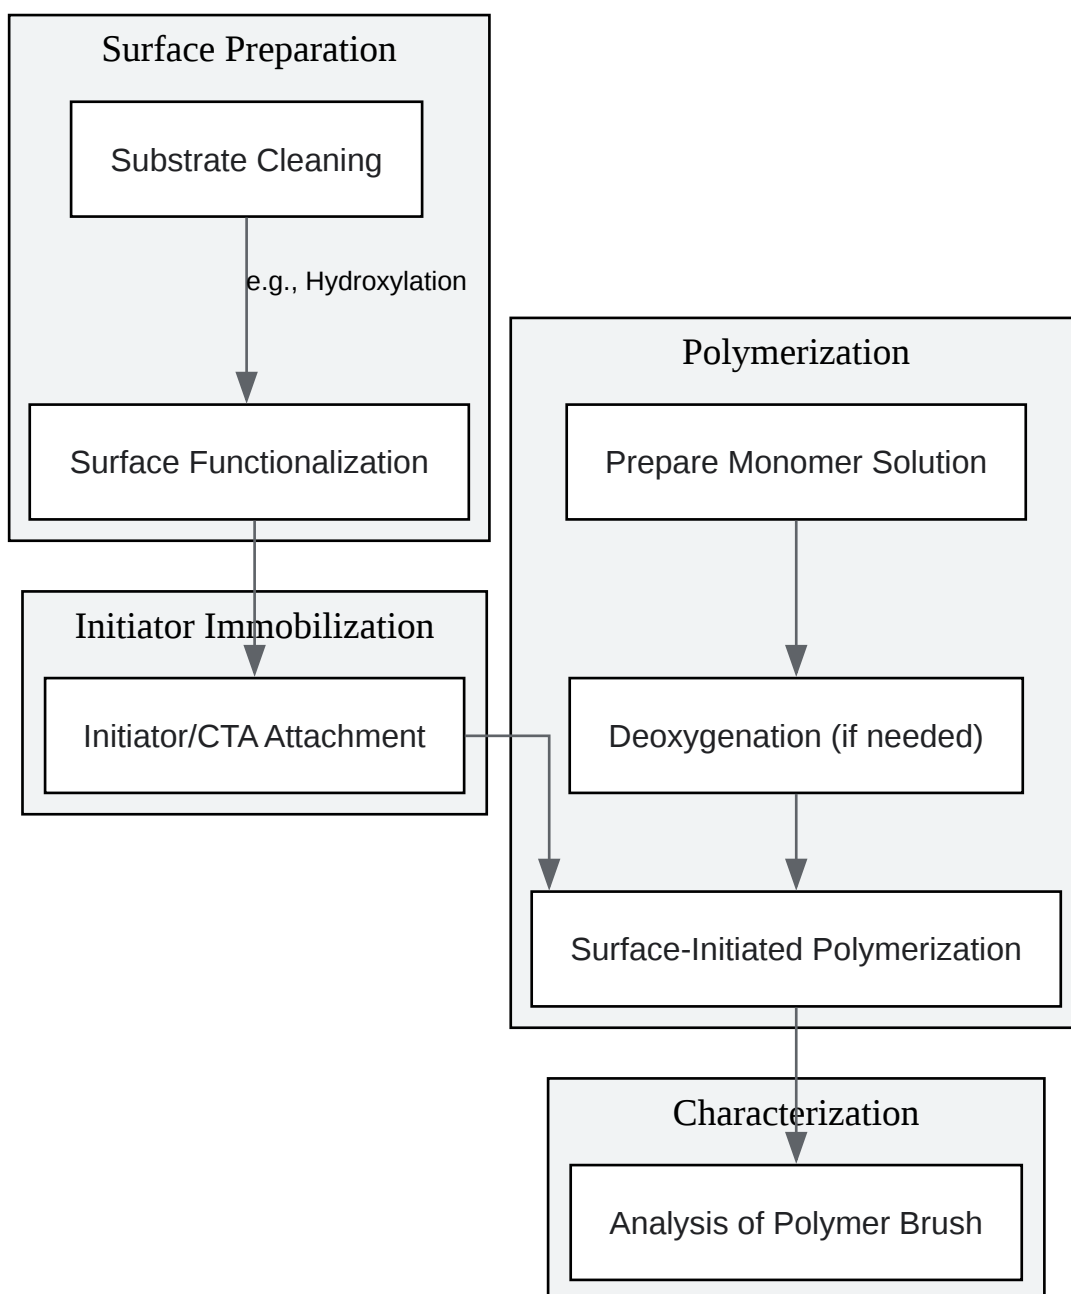 Surface Preparation
Substrate Cleaning
e.g., Hydroxylation
Surface Functionalization
Initiator Immobilization
Initiator/CTA Attachment
Polymerization
Prepare Monomer Solution
Deoxygenation (if needed)
Surface-Initiated Polymerization
Characterization
Analysis of Polymer Brush